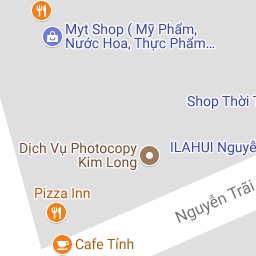 Myt Shop ( Mỹ Phẩm,
Nước Hoa, Thực Phẩm...
Shop Thời
ILAHUI Nguyễ
Dịch Vụ Photocopy
Kim Long
Pizza Inn
Nguyễn Trãi
Cafe Tỉnh